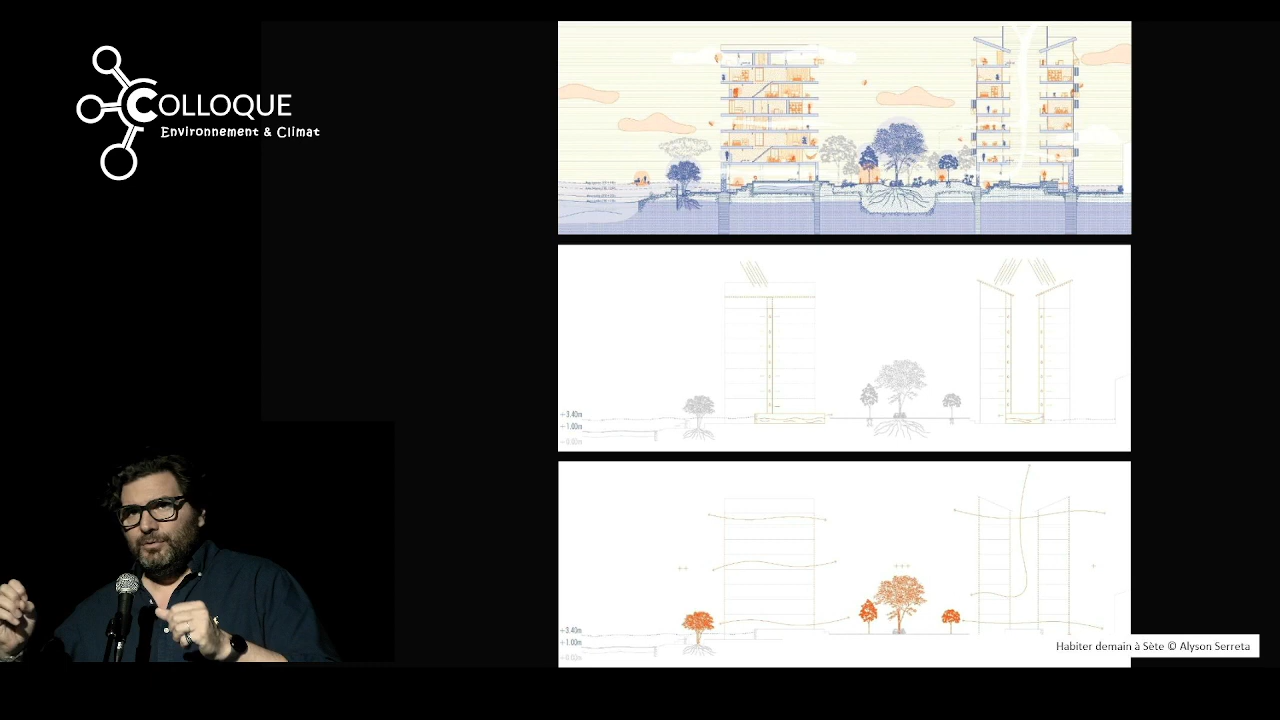 COLLOQUE
Environnement & Climat
+3.40m
+1.00m
+0.00m
+3.40m
+1.00m
+0.00m
Habiter demain à Sète © Alyson Serreta